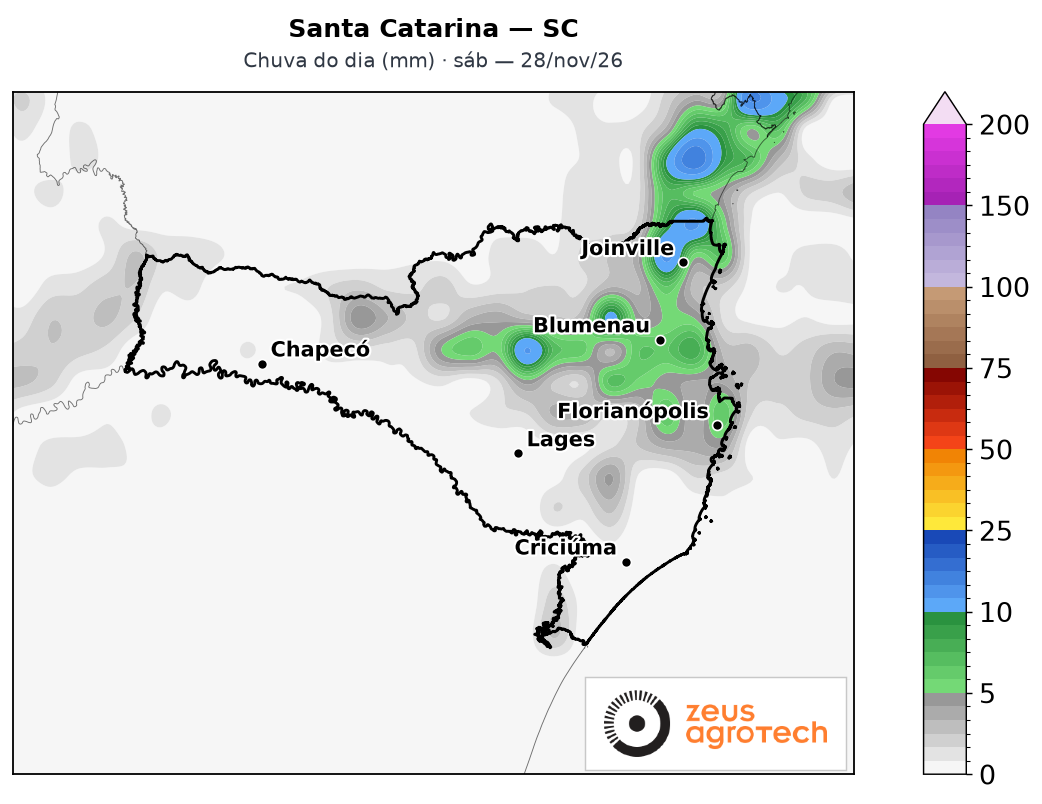 Santa Catarina — SC
Chuva do dia (mm) · sáb — 28/nov/26
Joinville
Blumenau
Chapecó
Florianópolis
Lages
Criciúma
zeus
agrotech
200
150
100
75
50
25
10
5
0